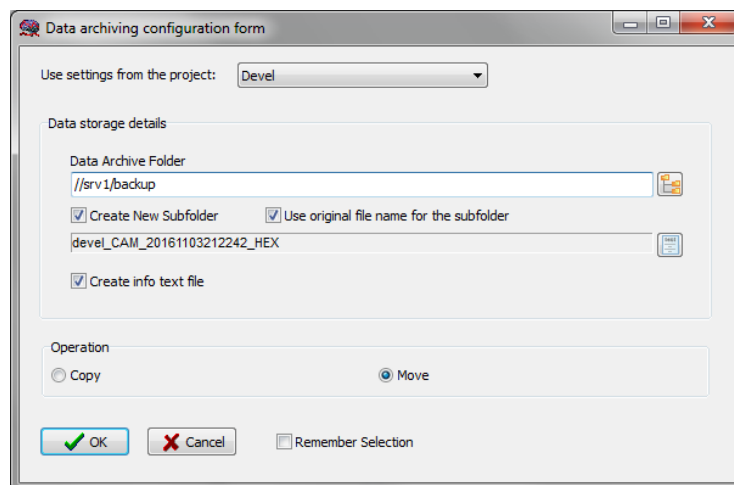 Data archiving configuration form
Use settings from the project: Devel
Data storage details
Data Archive Folder
//srv1/backup
Create New Subfolder Use original file name for the subfolder
devel_CAM_20161103212242_HEX
Create info text file
Operation
Copy Move
OK Cancel Remember Selection